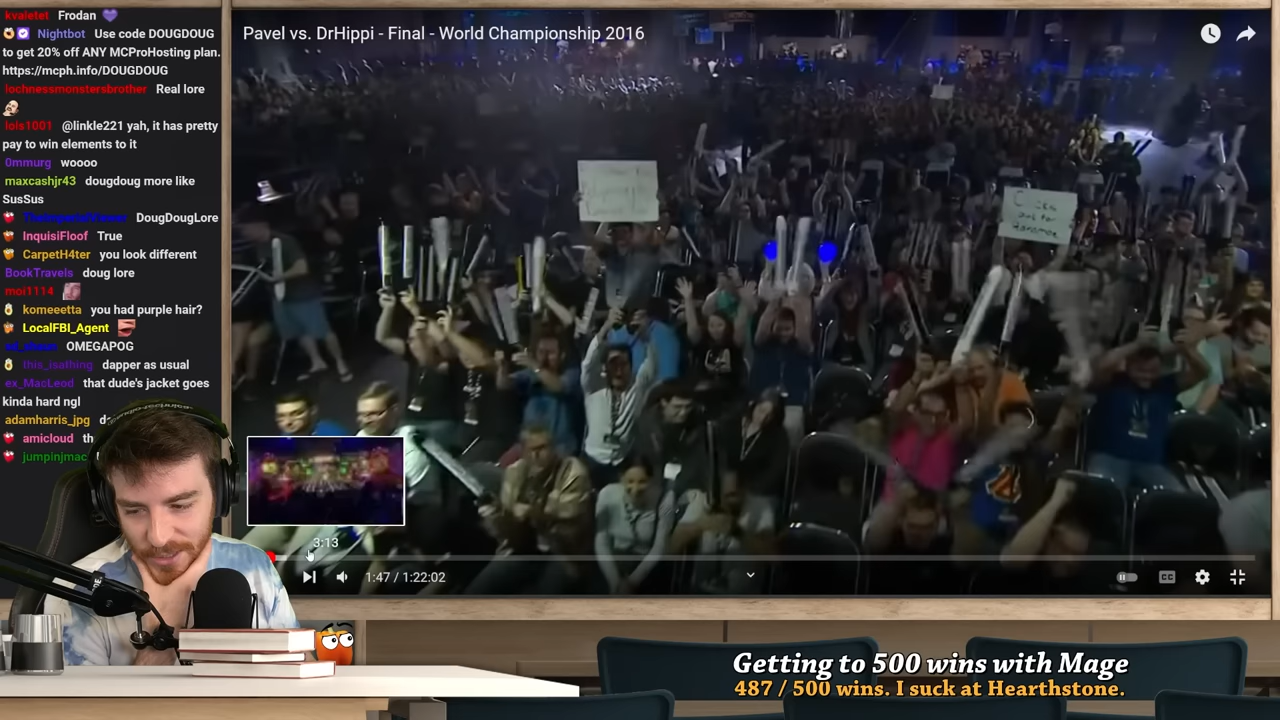 kvaietet Frodan
Nightbot Use code DOUGDOUG
to get 20% off ANY MCProHosting plan.
https://mcph.info/DOUGDOUG
lochnessmonstersbrother Real lore
lols1001 @linkle221 yah, it has pretty
pay to win elements to it
0mmurg woooo
maxcashjr43 dougdoug more like
SusSus
DougDougLore
InquisiFloof True
CarpetH4ter you look different
BookTravels doug lore
moi1114
komeeetta you had purple hair?
LocalFBI_Agent
OMEGAPOG
this_isathing dapper as usual
ex_MacLeod that dude's jacket goes
kinda hard ngl
adamharris_jpg
amicloud th
jumpinjmac
Pavel vs. DrHippi - Final - World Championship 2016
3:13
1:47 / 1:22:02
CC
Getting to 500 wins with Mage
487 / 500 wins. I suck at Hearthstone.